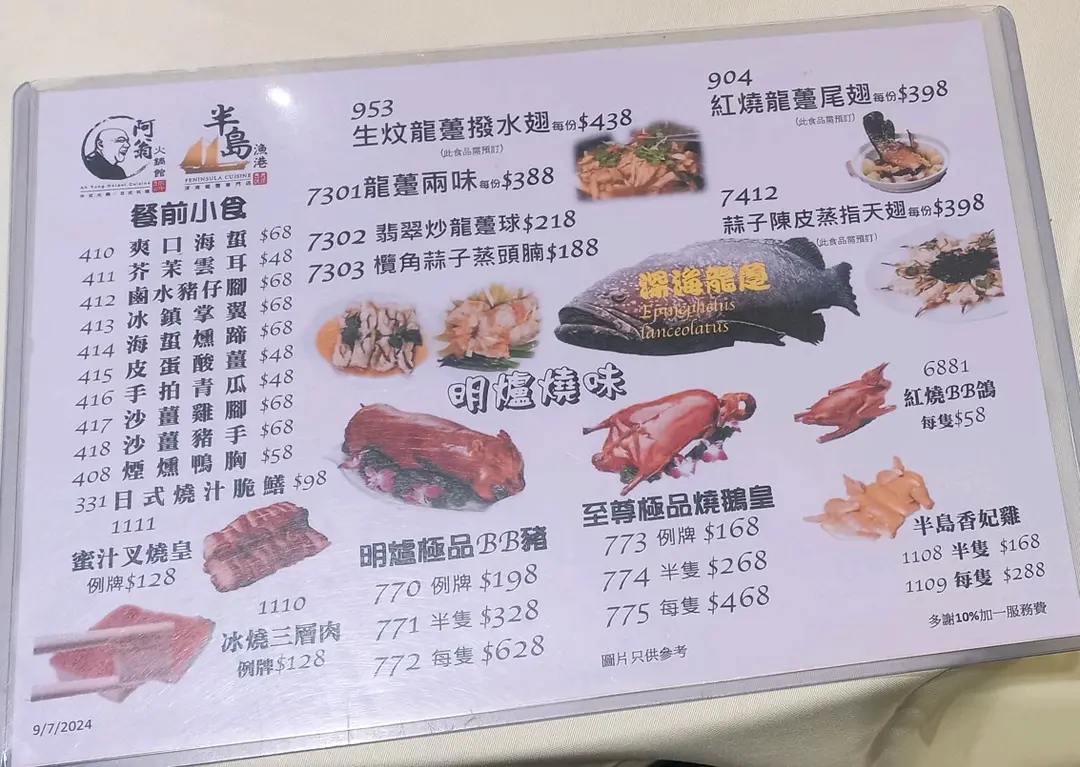 阿翁
火鍋館
Ah Yung Hotpot Cuisine
半島
漁港
PENINSULA CUISINE
餐前小食
410 爽口海蜇 $68
411 芥茉雲耳 $48
412 鹵水豬仔腳 $68
413 冰鎮掌翼 $68
414 海蜇燻蹄 $68
415 皮蛋酸薑 $48
416 手拍青瓜 $48
417 沙薑雞腳 $68
418 沙薑豬手 $68
408 煙燻鴨胸 $58
331 日式燒汁脆鱔 $98
1111
蜜汁叉燒皇
例牌$128
1110
冰燒三層肉
例牌$128
9/7/2024
953
生炆龍躉撥水翅每份$438
(此食品需預訂)
7301龍躉兩味每份$388
7302 翡翠炒龍躉球$218
7303 欖角蒜子蒸頭腩$188
904
紅燒龍躉尾翅每份$398
(此食品需預訂)
7412
蒜子陳皮蒸指天翅每份$398
(此食品需預訂)
深海龍躉
Epinephelus
lanceolatus
明爐燒味
明爐極品BB豬
770 例牌 $198
771 半隻 $328
772 每隻 $628
至尊極品燒鵝皇
773 例牌 $168
774 半隻 $268
775 每隻 $468
圖片只供參考
6881
紅燒BB鴿
每隻$58
半島香妃雞
1108 半隻 $168
1109 每隻 $288
多謝10%加一服務費